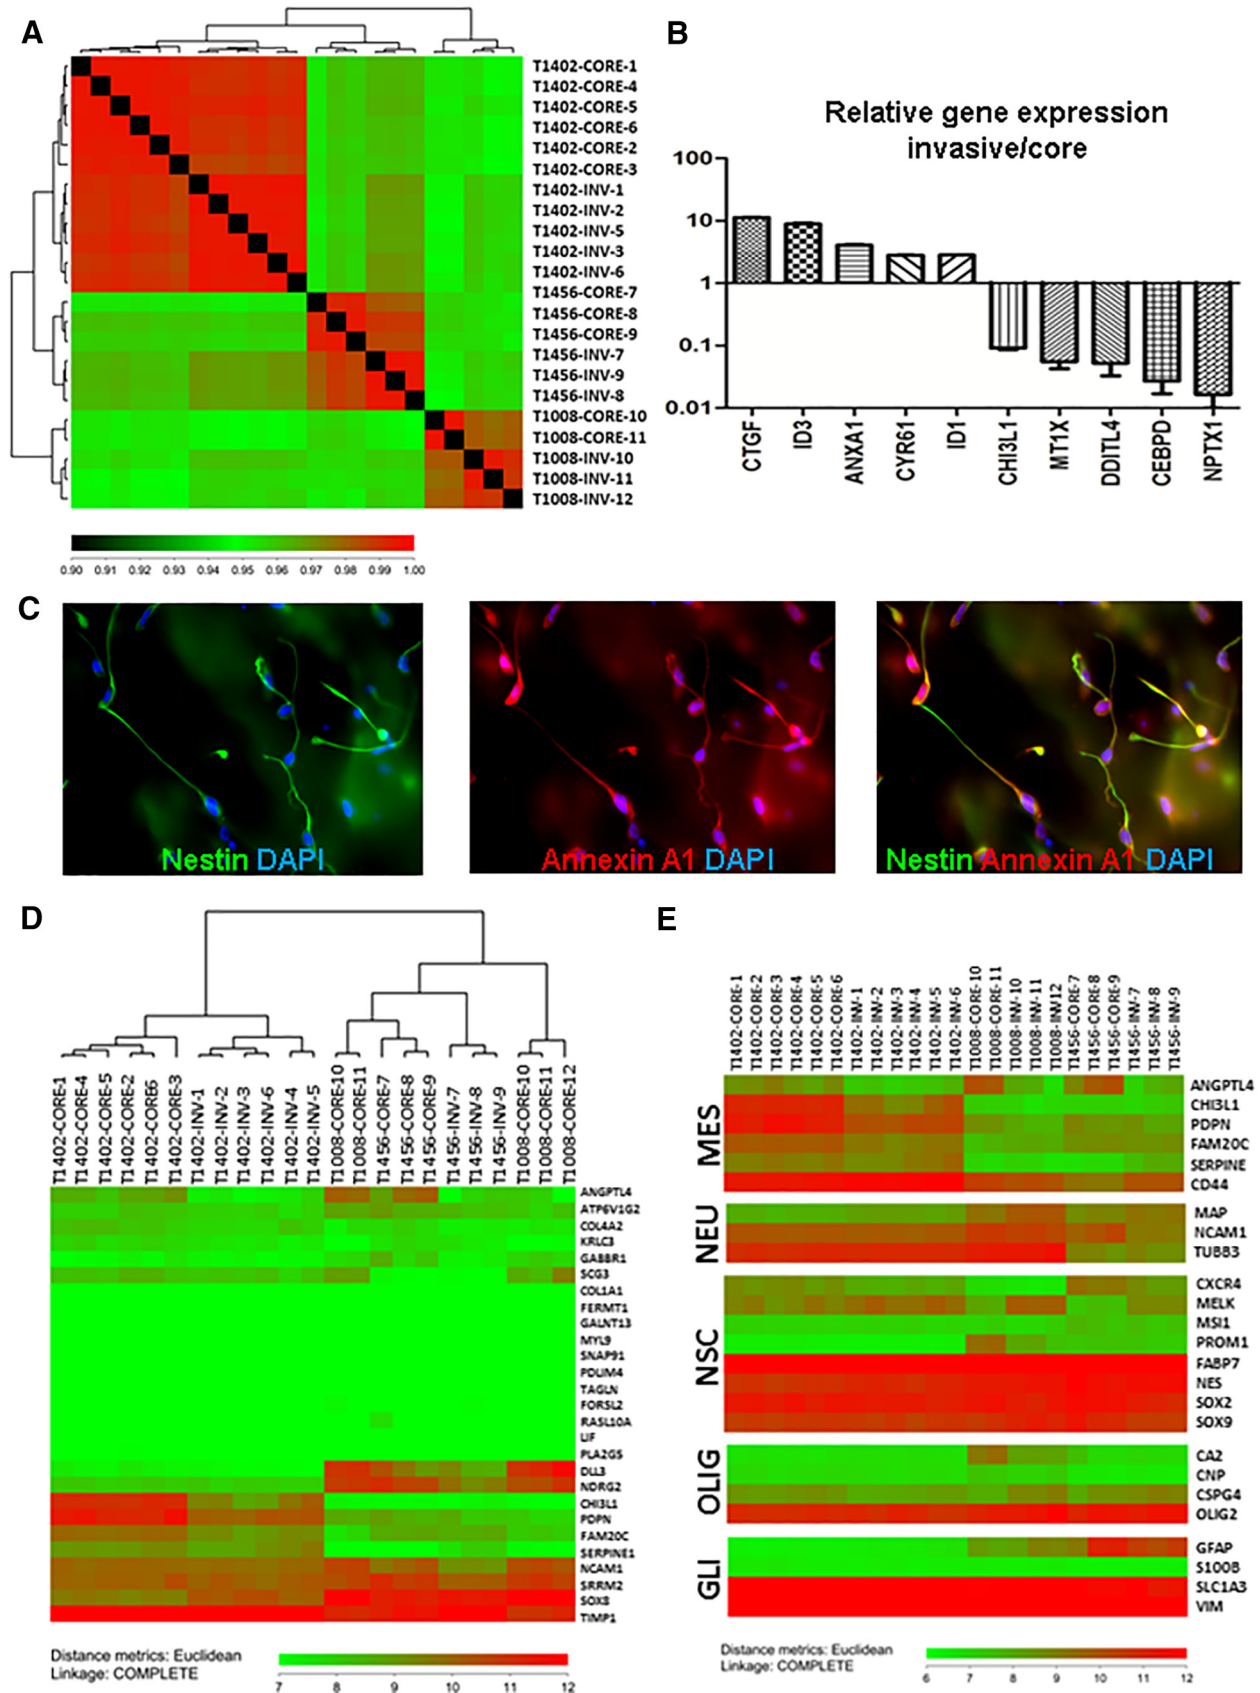 A
T1402-CORE-1
T1402-CORE-4
T1402-CORE-5
T1402-CORE-6
T1402-CORE-2
T1402-CORE-3
T1402-INV-1
T1402-INV-2
T1402-INV-5
T1402-INV-3
T1402-INV-6
T1456-CORE-7
T1456-CORE-8
T1456-CORE-9
T1456-INV-7
T1456-INV-9
T1456-INV-8
T1008-CORE-10
T1008-CORE-11
T1008-INV-10
T1008-INV-11
T1008-INV-12
0.90 0.91 0.92 0.93 0.94 0.95 0.96 0.97 0.98 0.99 1.00
B
Relative gene expression
invasive/core
100
10
1
0.1
0.01
CTGF ID3 ANXA1 CYR61 ID1 CHI3L1 MT1X DDITL4 CEBPD NPTX1
C
Nestin DAPI
Annexin A1 DAPI
Nestin Annexin A1 DAPI
D
T1402-CORE-1
T1402-CORE-4
T1402-CORE-5
T1402-CORE-2
T1402-CORE6
T1402-CORE-3
T1402-INV-1
T1402-INV-2
T1402-INV-3
T1402-INV-6
T1402-INV-4
T1402-INV-5
T1008-CORE-10
T1008-CORE-11
T1456-CORE-7
T1456-CORE-8
T1456-CORE-9
T1456-INV-7
T1456-INV-8
T1456-INV-9
T1008-CORE-10
T1008-CORE-11
T1008-CORE-12
ANGPTL4
ATP6V1G2
COL4A2
KRLC3
GABBR1
SCG3
COL1A1
FERMT1
GALNT13
MYL9
SNAP91
PDLIM4
TAGLN
FORSL2
RASL10A
LIF
PLA2G5
DLL3
NDRG2
CHI3L1
PDPN
FAM20C
SERPINE1
NCAM1
SRRM2
SOX8
TIMP1
Distance metrics: Euclidean
Linkage: COMPLETE
7 8 9 10 11 12
E
T1402-CORE-1
T1402-CORE-2
T1402-CORE-3
T1402-CORE-4
T1402-CORE-5
T1402-CORE-6
T1402-INV-1
T1402-INV-2
T1402-INV-3
T1402-INV-4
T1402-INV-5
T1402-INV-6
T1008-CORE-10
T1008-CORE-11
T1008-INV-10
T1008-INV-11
T1008-INV12
T1456-CORE-7
T1456-CORE-8
T1456-CORE-9
T1456-INV-7
T1456-INV-8
T1456-INV-9
MES
ANGPTL4
CHI3L1
PDPN
FAM20C
SERPINE
CD44
NEU
MAP
NCAM1
TUBB3
NSC
CXCR4
MELK
MSI1
PROM1
FABP7
NES
SOX2
SOX9
OLIG
CA2
CNP
CSPG4
OLIG2
GLI
GFAP
S100B
SLC1A3
VIM
Distance metrics: Euclidean
Linkage: COMPLETE
6 7 8 9 10 11 12